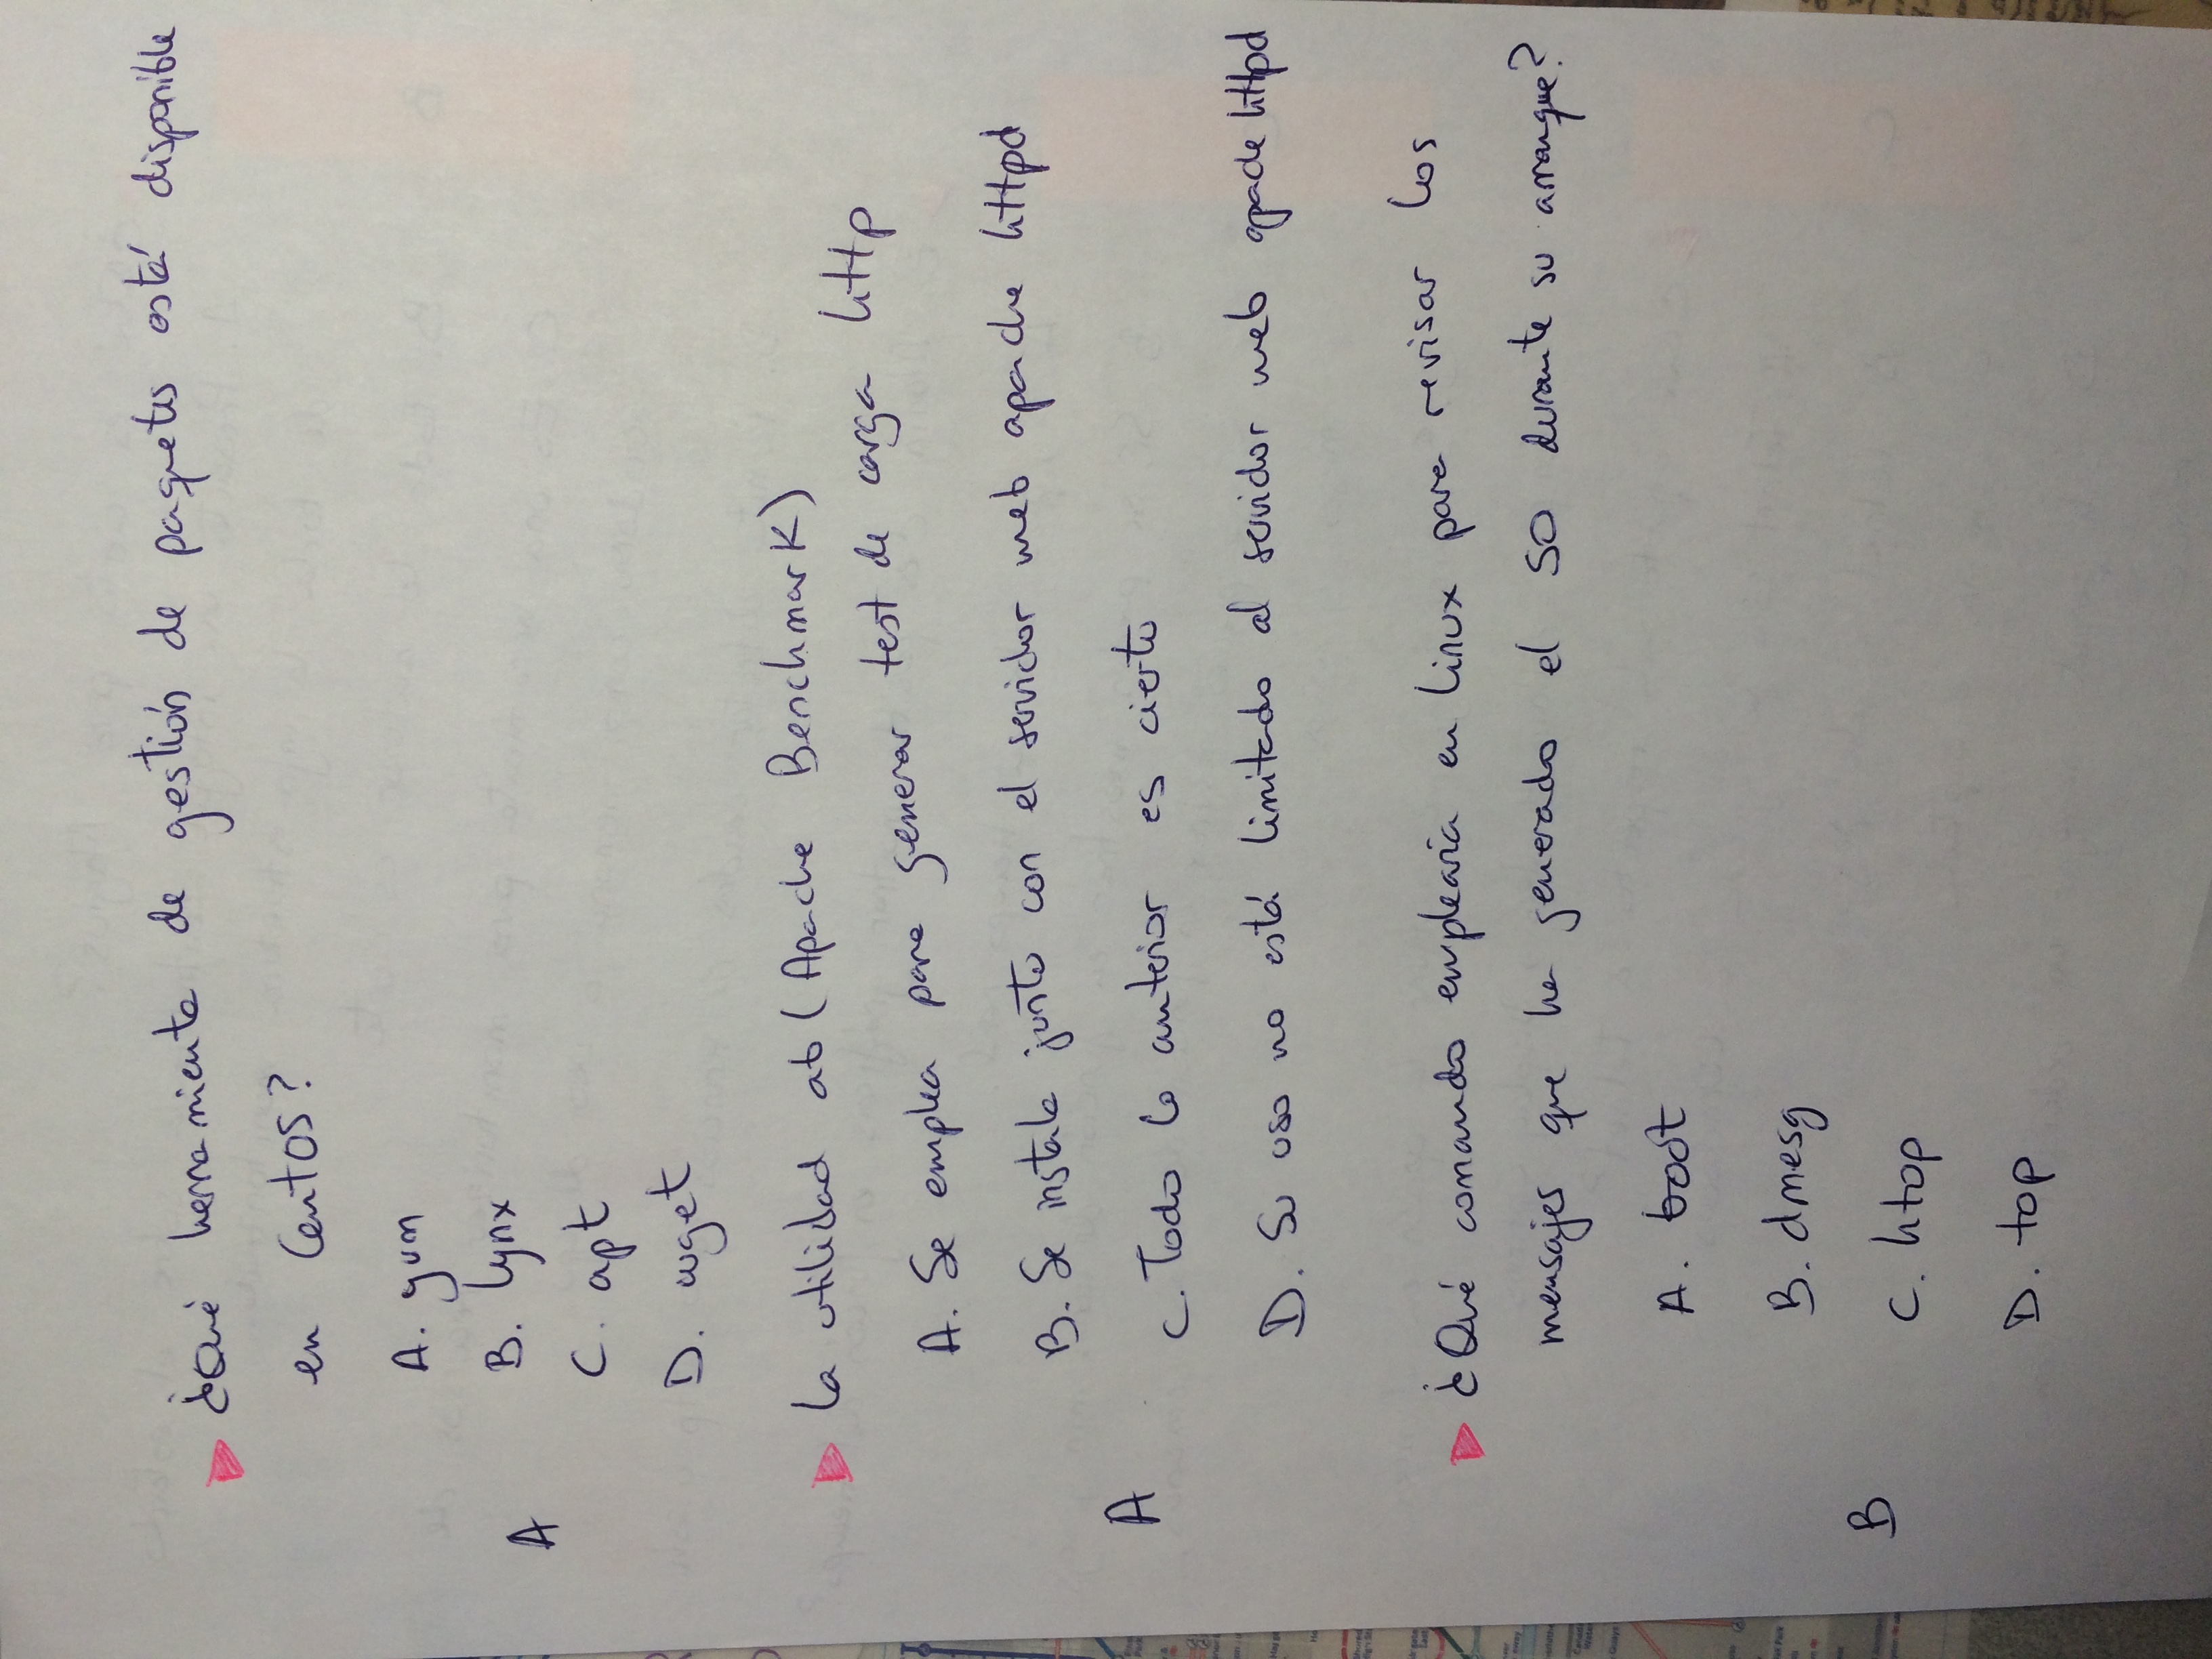 ¿Qué herramienta de gestión de paquetes está disponible
en CentOS?
A. yum
B. lynx
A
C. apt
D. wget
La utilidad ab (Apache Benchmark)
A. Se emplea para generar test de carga http
B. Se instala junto con el servidor web apache httpd
A
C. Todo lo anterior es cierto
D. Su uso no está limitado al servidor web apache httpd
¿Qué comando emplearía en Linux para revisar los
mensajes que ha generado el SO durante su arranque?
A. boot
B. dmesg
B
C. htop
D. top